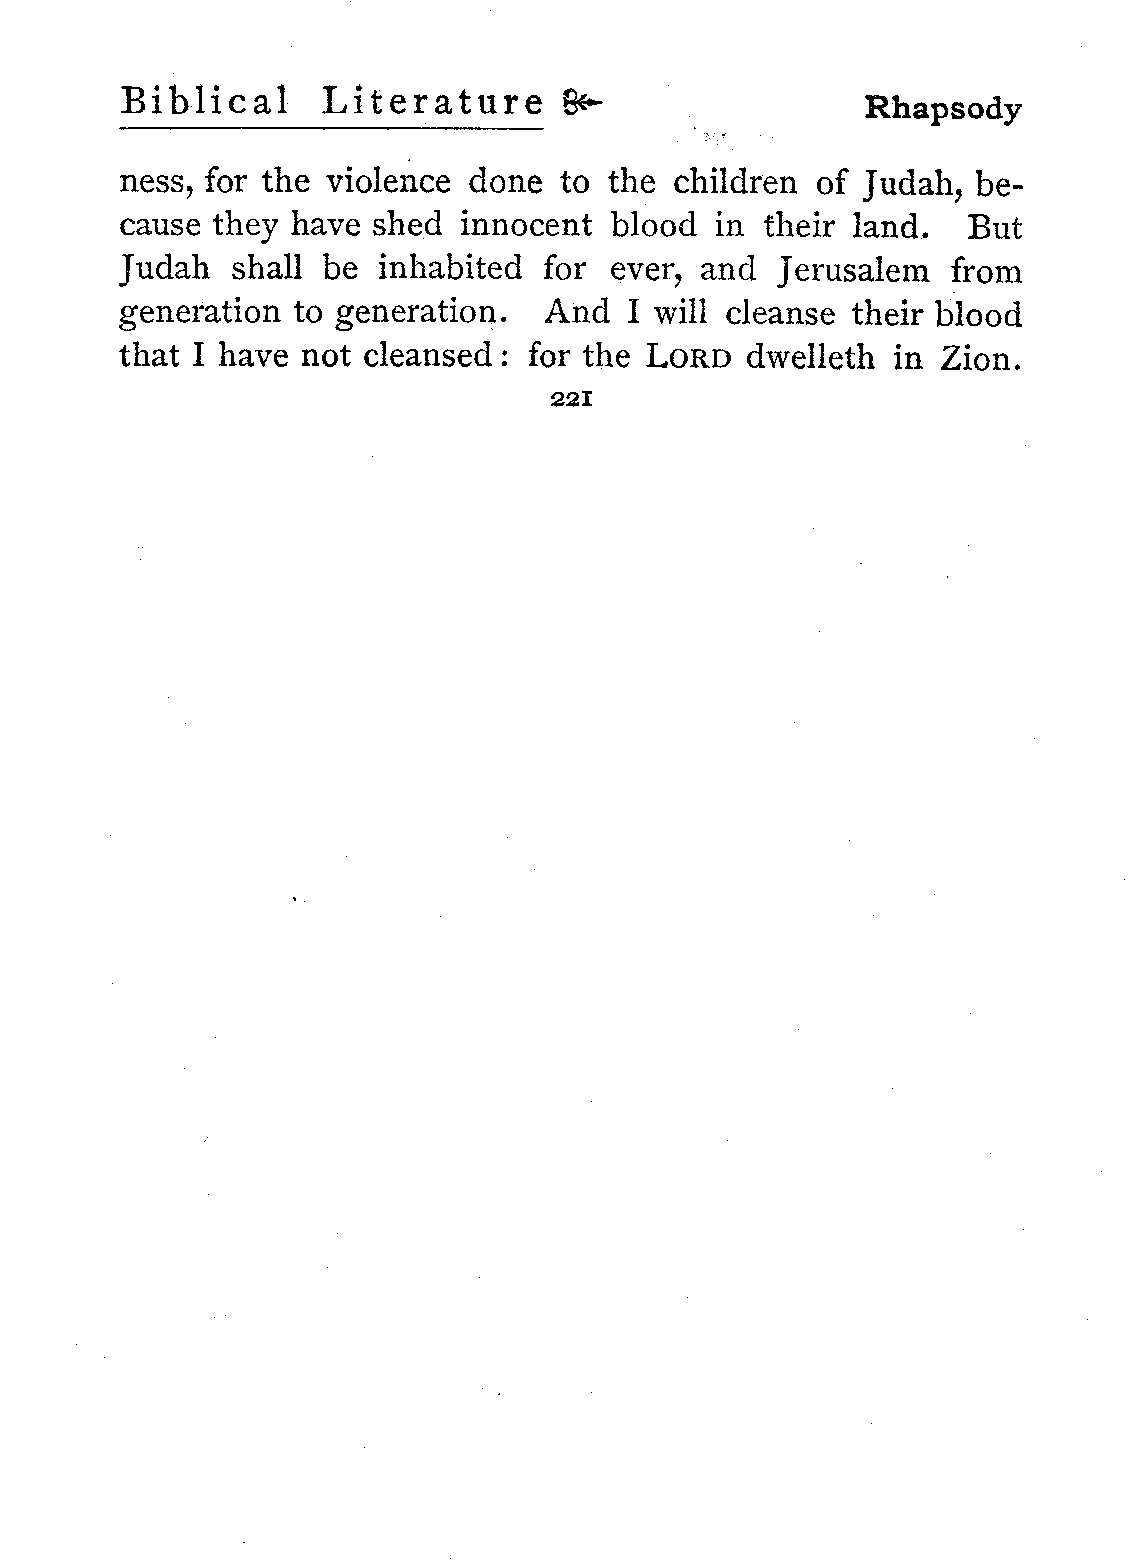 Biblical Literature Rhapsody
ness, for the violence done to the children of Judah, be-
cause they have shed innocent blood in their land. But
Judah shall be inhabited for ever, and Jerusalem from
generation to generation. And I will cleanse their blood
that I have not cleansed: for the LORD dwelleth in Zion.
221